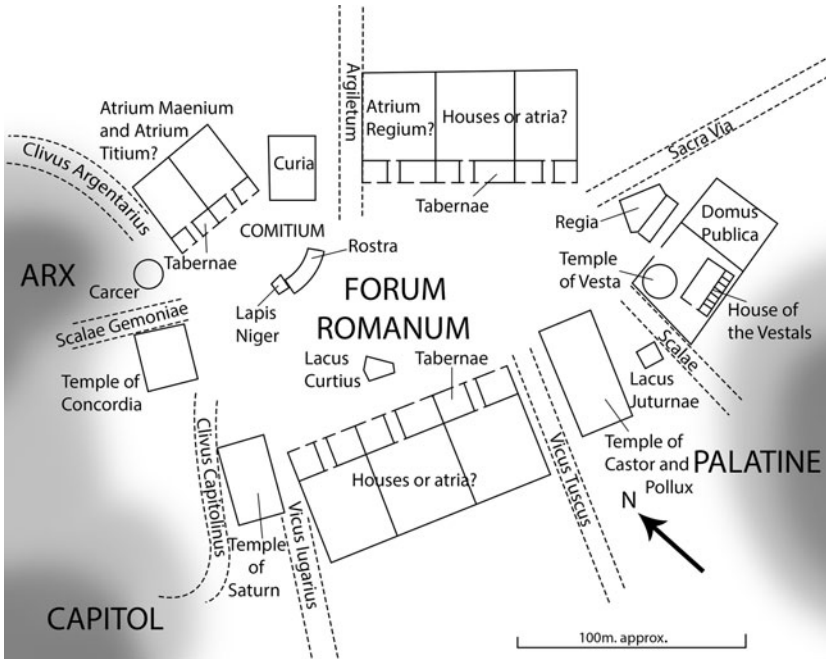 Argiletum
Atrium Maenium
and Atrium
Titium?
Clivus Argentarius
Curia
Atrium
Regium?
Houses or atria?
Sacra Via
Tabernae
Regia
Domus
Publica
COMITIUM
Rostra
Tabernae
ARX
Carcer
Temple
of Vesta
Lapis
Niger
FORUM
ROMANUM
House of
the Vestals
Scalae Gemoniae
Scalae
Temple of
Concordia
Lacus
Curtius
Tabernae
Lacus
Juturnae
Clivus Capitolinus
Houses or atria?
Temple of
Castor and
Pollux
PALATINE
Vicus Tuscus
N
Temple
of
Saturn
Vicus Iugarius
CAPITOL
100m. approx.